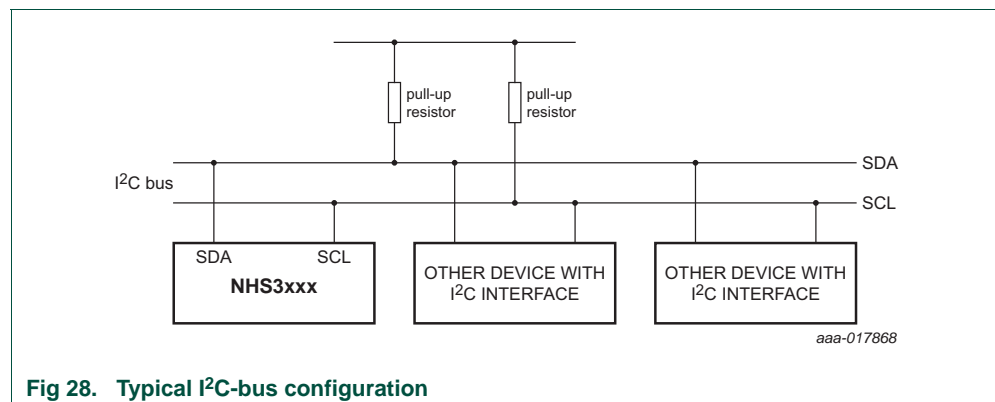 pull-up
resistor
pull-up
resistor
SDA
I²C bus
SCL
SDA SCL
NHS3xxx
OTHER DEVICE WITH
I²C INTERFACE
OTHER DEVICE WITH
I²C INTERFACE
aaa-017868
Fig 28. Typical I²C-bus configuration